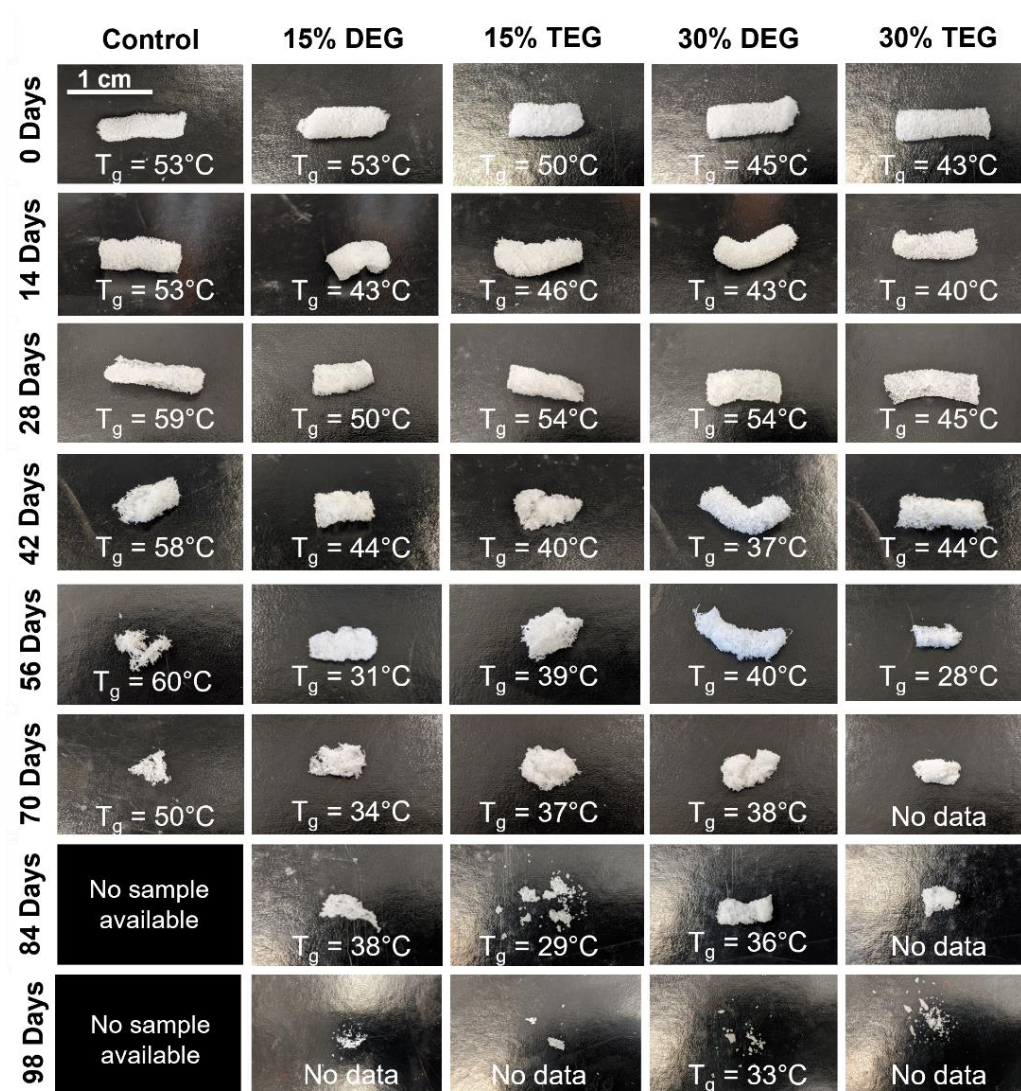 Control 15% DEG 15% TEG 30% DEG 30% TEG
0 Days
1 cm
Tg = 53°C Tg = 53°C Tg = 50°C Tg = 45°C Tg = 43°C
14 Days
Tg = 53°C Tg = 43°C Tg = 46°C Tg = 43°C Tg = 40°C
28 Days
Tg = 59°C Tg = 50°C Tg = 54°C Tg = 54°C Tg = 45°C
42 Days
Tg = 58°C Tg = 44°C Tg = 40°C Tg = 37°C Tg = 44°C
56 Days
Tg = 60°C Tg = 31°C Tg = 39°C Tg = 40°C Tg = 28°C
70 Days
Tg = 50°C Tg = 34°C Tg = 37°C Tg = 38°C No data
84 Days
No sample
available
Tg = 38°C Tg = 29°C Tg = 36°C No data
98 Days
No sample
available
No data No data Tg = 33°C No data